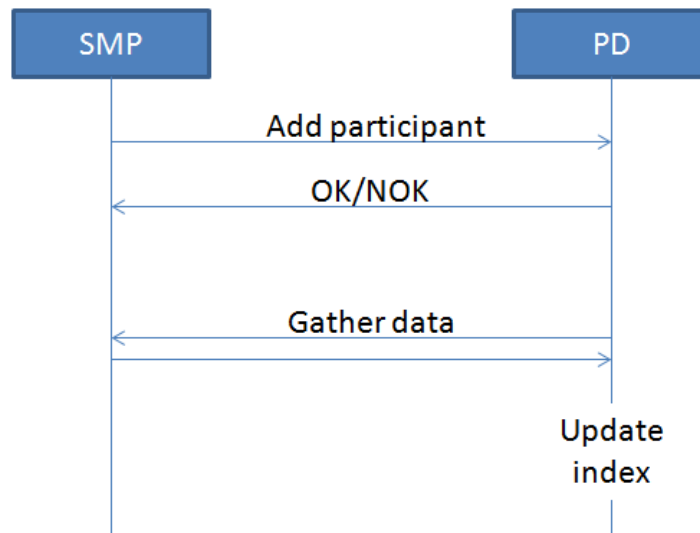 SMP
PD
Add participant
OK/NOK
Gather data
Update
index